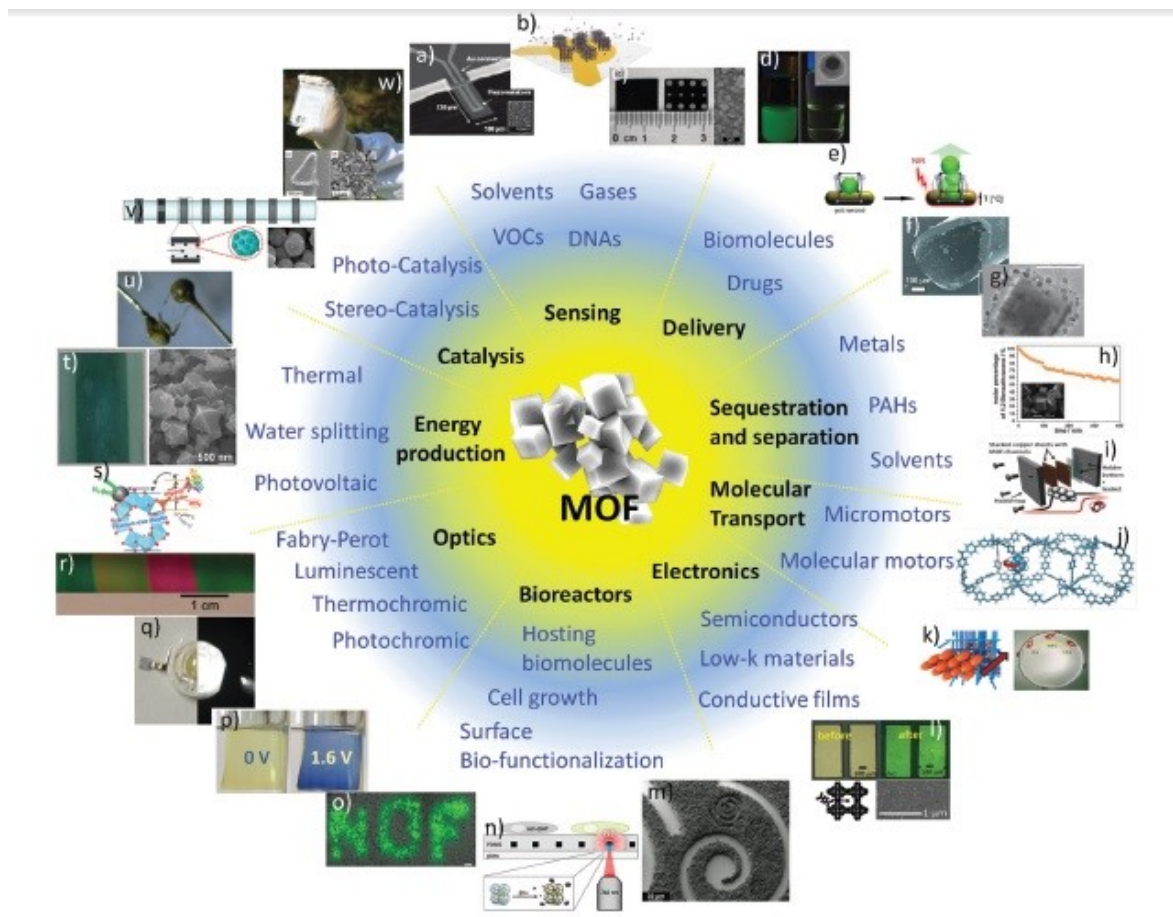 a)
b)
c)
d)
w)
0 cm 1 2 3
e)
NIR
f)
g)
v)
Solvents Gases
VOCs DNAs
Biomolecules
Drugs
Photo-Catalysis
Stereo-Catalysis
Sensing
Delivery
Catalysis
u)
Metals
h)
t)
500 nm
Thermal
Water splitting
Photovoltaic
Energy
production
Sequestration
and separation
PAHs
Solvents
i)
MOF
Molecular
Transport
Micromotors
Molecular motors
j)
s)
Optics
Electronics
Bioreactors
Fabry-Perot
Luminescent
Thermochromic
Photochromic
r)
1 cm
Hosting
biomolecules
Cell growth
Surface
Bio-functionalization
Semiconductors
Low-k materials
Conductive films
k)
q)
p)
0 V
1.6 V
l)
before
after
1 µm
o)
MOF
n)
m)